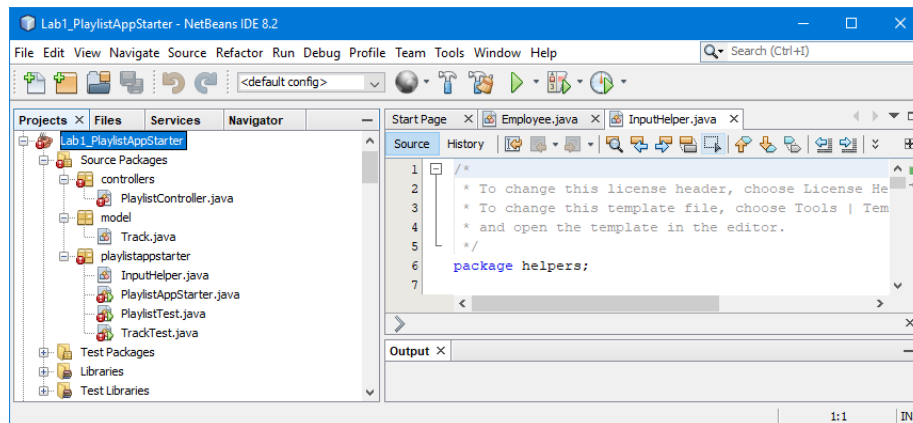 Lab1_PlaylistAppStarter - NetBeans IDE 8.2
File Edit View Navigate Source Refactor Run Debug Profile Team Tools Window Help
Search (Ctrl+I)
<default config>
Projects Files Services Navigator
Lab1_PlaylistAppStarter
Source Packages
controllers
PlaylistController.java
model
Track.java
playlistappstarter
InputHelper.java
PlaylistAppStarter.java
PlaylistTest.java
TrackTest.java
Test Packages
Libraries
Test Libraries
Start Page Employee.java InputHelper.java
Source History
1 /*
2 * To change this license header, choose License He
3 * To change this template file, choose Tools | Tem
4 * and open the template in the editor.
5 */
6 package helpers;
7
Output
1:1 IN